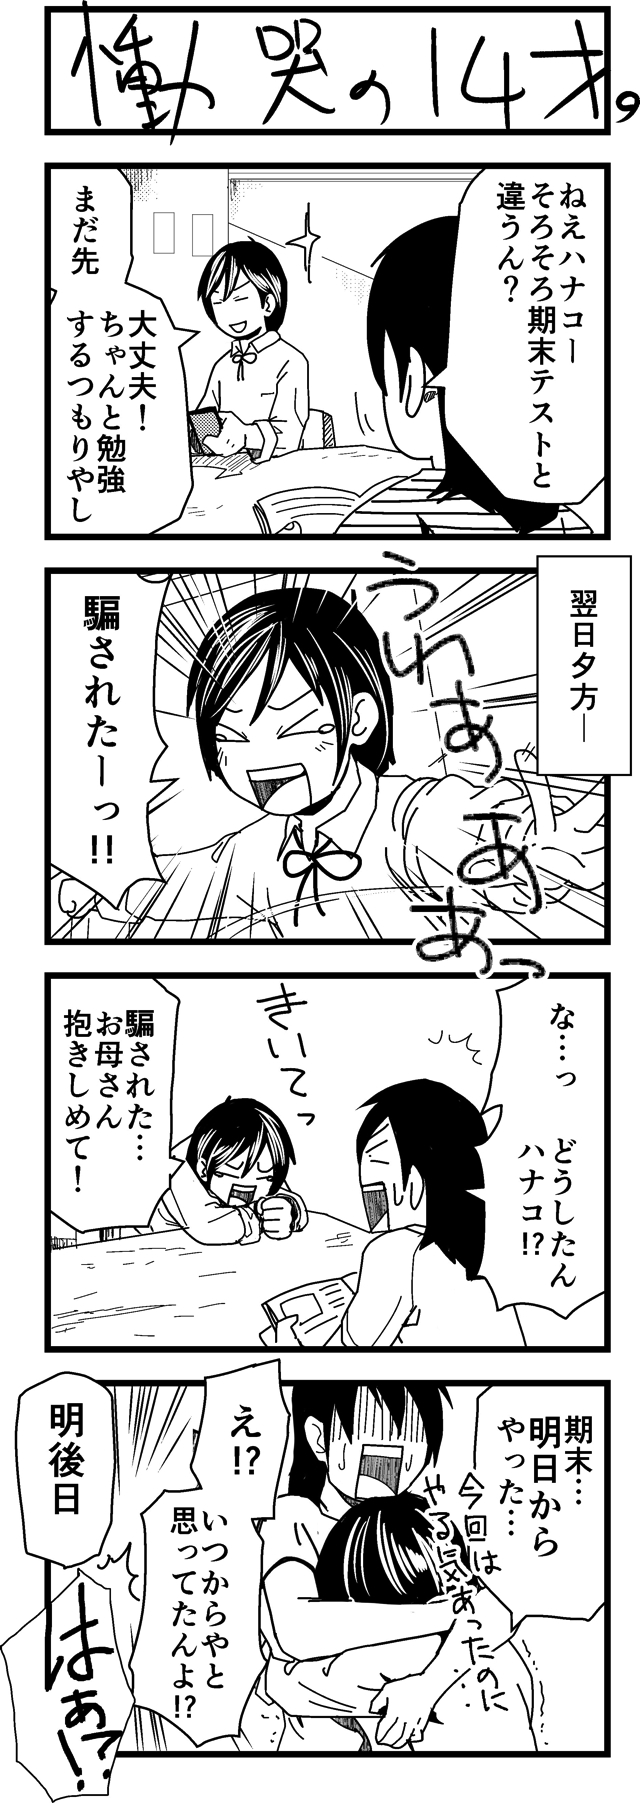 慟哭の14才。
ねえハナコー
そろそろ期末テストと
違うん？
まだ先
大丈夫！
ちゃんと勉強
するつもりやし
翌日夕方ー
うわあああっ
騙されたーっ!!
な…っ
どうしたん
ハナコ!?
きいてっ
騙された…
お母さん
抱きしめて！
期末…
明日から
やった…
今回は
やる気あったのに…
え!?
いつからやと
思ってたんよ!?
明後日
はぁ!?